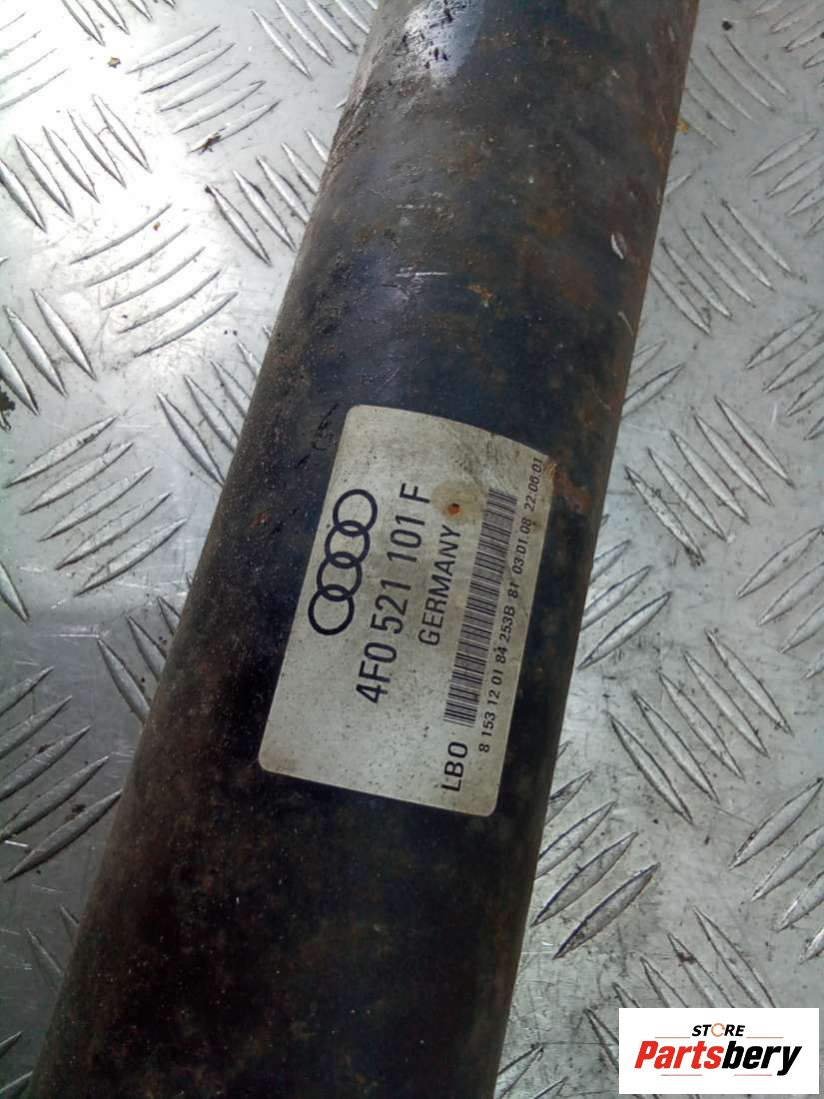 4F0 521 101 F
GERMANY
LB0
8 153 12 01 84 253B 81 03 01 08 22:06:01
STORE
Partsbery